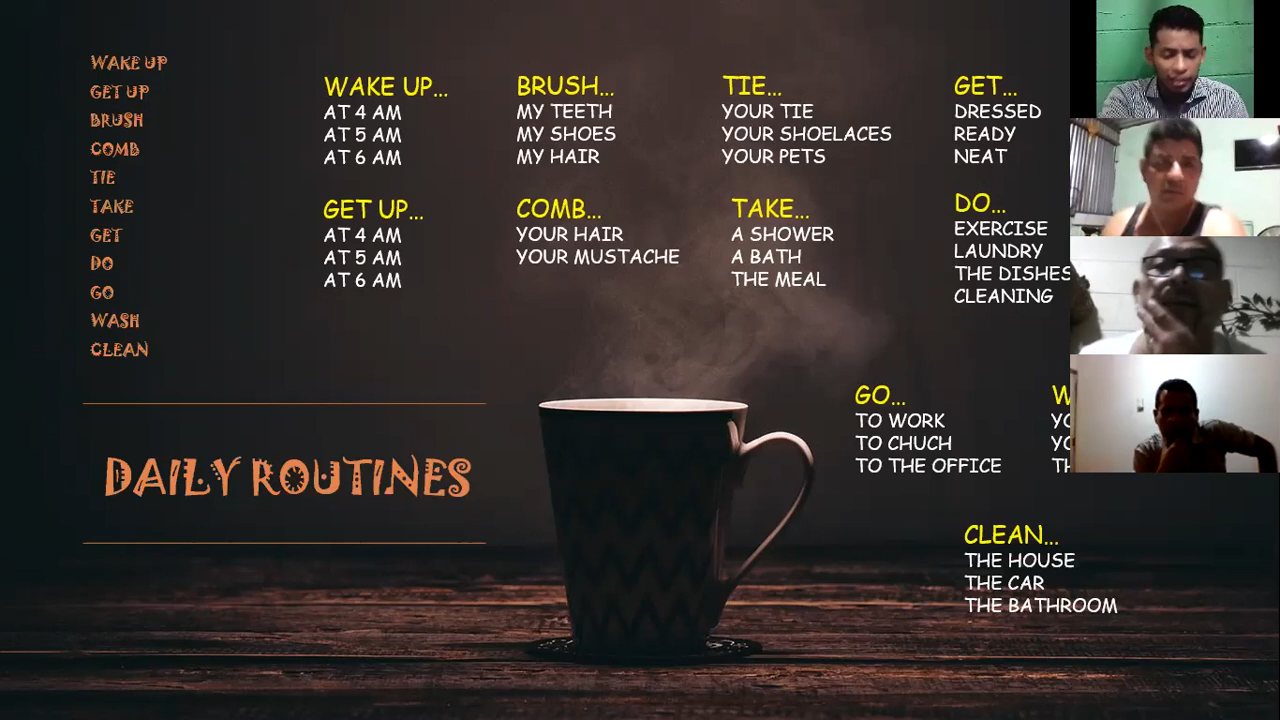 WAKE UP
GET UP
BRUSH
COMB
TIE
TAKE
GET
DO
GO
WASH
CLEAN
DAILY ROUTINES
WAKE UP...
AT 4 AM
AT 5 AM
AT 6 AM
GET UP...
AT 4 AM
AT 5 AM
AT 6 AM
BRUSH...
MY TEETH
MY SHOES
MY HAIR
COMB...
YOUR HAIR
YOUR MUSTACHE
TIE...
YOUR TIE
YOUR SHOELACES
YOUR PETS
TAKE...
A SHOWER
A BATH
THE MEAL
GET...
DRESSED
READY
NEAT
DO...
EXERCISE
LAUNDRY
THE DISHES
CLEANING
GO...
TO WORK
TO CHUCH
TO THE OFFICE
CLEAN...
THE HOUSE
THE CAR
THE BATHROOM